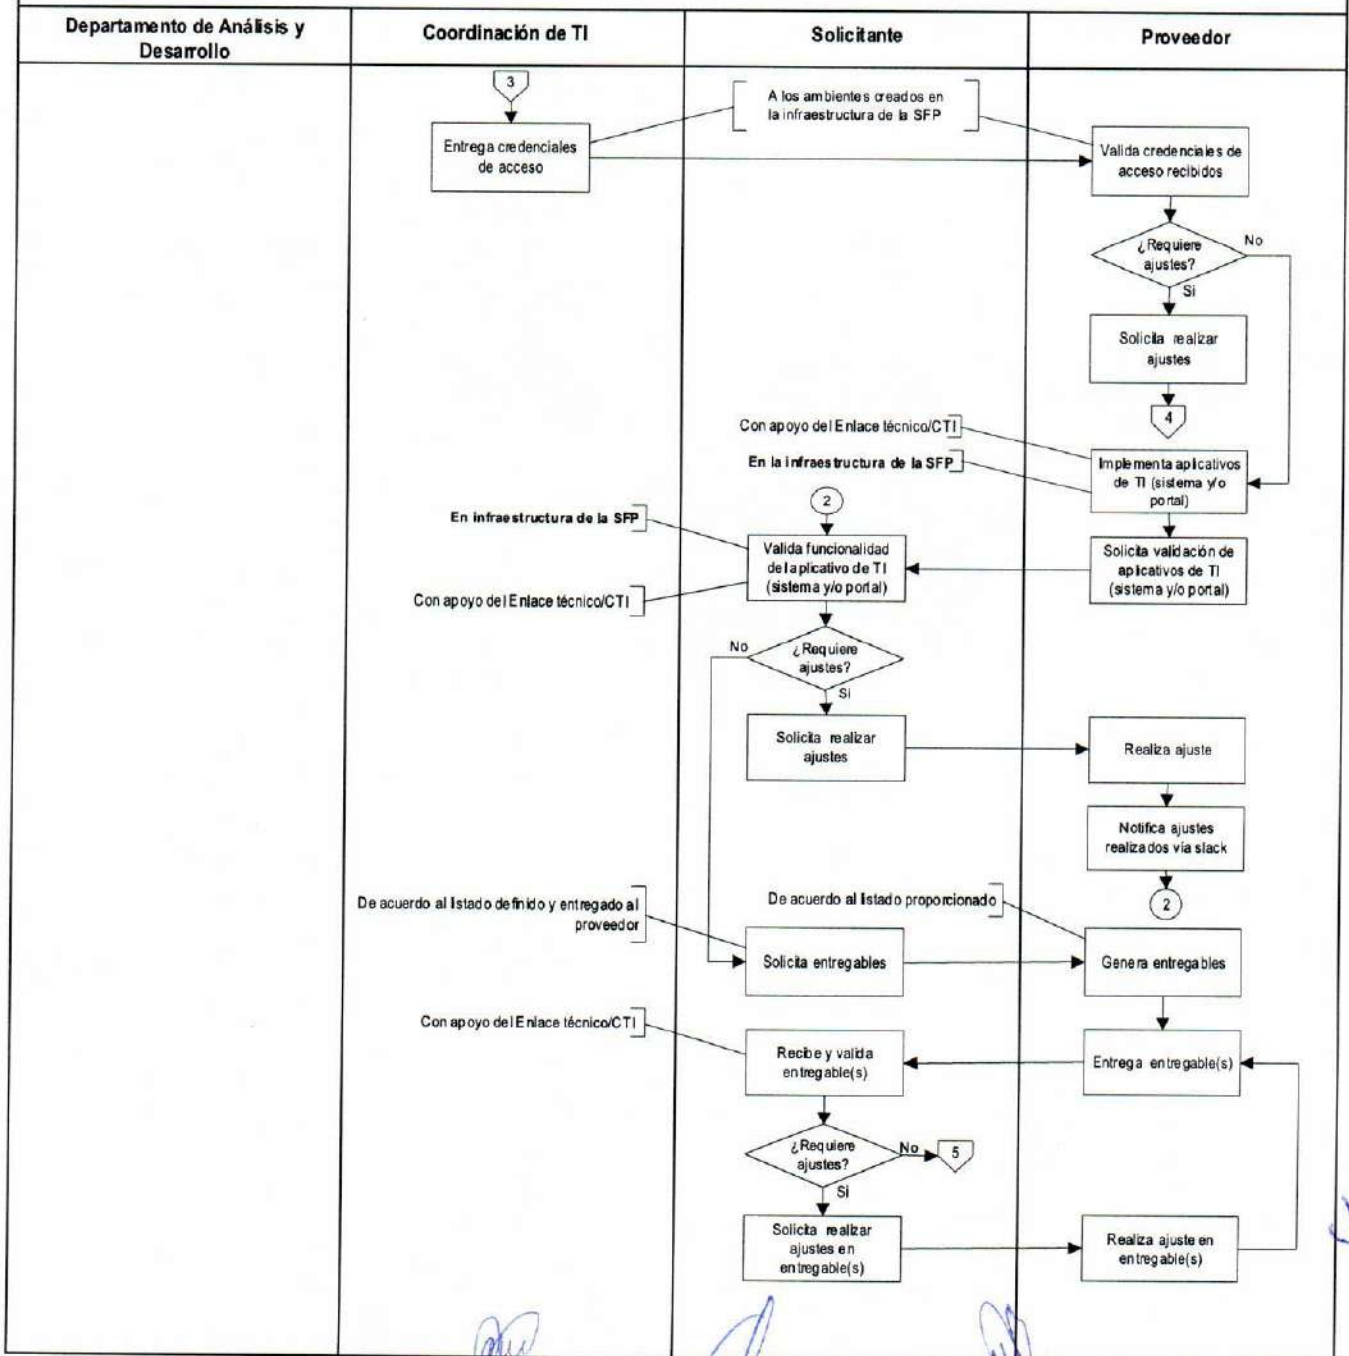 Departamento de Análisis y
Desarrollo
Coordinación de TI
Solicitante
Proveedor
3
A los ambientes creados en
la infraestructura de la SFP
Entrega credenciales
de acceso
Valida credenciales de
acceso recibidos
¿Requiere
ajustes?
No
Si
Solicita realizar
ajustes
4
Con apoyo del Enlace técnico/CTI
En la infraestructura de la SFP
Implementa aplicativos
de TI (sistema y/o
portal)
2
En infraestructura de la SFP
Valida funcionalidad
del aplicativo de TI
(sistema y/o portal)
Solicita validación de
aplicativos de TI
(sistema y/o portal)
Con apoyo del Enlace técnico/CTI
No
¿Requiere
ajustes?
Si
Solicita realizar
ajustes
Realiza ajuste
Notifica ajustes
realizados vía slack
2
De acuerdo al listado definido y entregado al
proveedor
De acuerdo al listado proporcionado
Solicita entregables
Genera entregables
Con apoyo del Enlace técnico/CTI
Recibe y valida
entregable(s)
Entrega entregable(s)
¿Requiere
ajustes?
No
5
Si
Solicita realizar
ajustes en
entregable(s)
Realiza ajuste en
entregable(s)